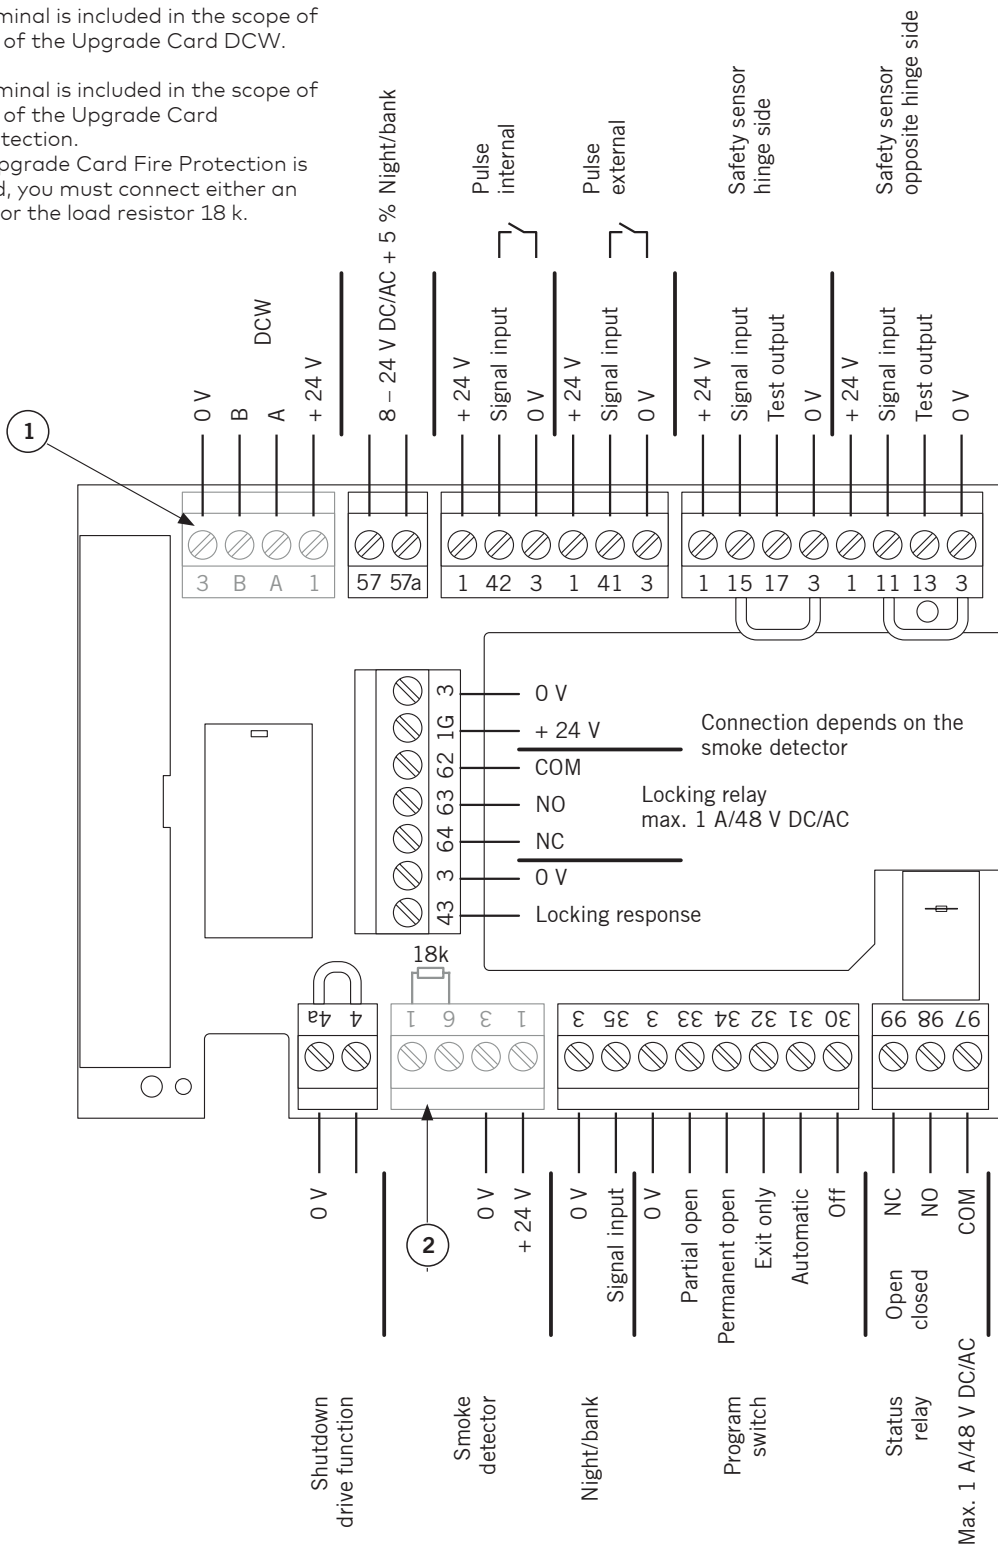 minal is included in the scope of
of the Upgrade Card DCW.
minal is included in the scope of
of the Upgrade Card
tection.
pgrade Card Fire Protection is
d, you must connect either an
or the load resistor 18 k.
DCW
8 – 24 V DC/AC + 5 % Night/bank
Pulse
internal
Pulse
external
Safety sensor
hinge side
Safety sensor
opposite hinge side
0 V
B
A
+ 24 V
+ 24 V
Signal input
0 V
+ 24 V
Signal input
0 V
+ 24 V
Signal input
Test output
0 V
+ 24 V
Signal input
Test output
0 V
1
3 B A 1
57 57a
1 42 3 1 41 3
1 15 17 3 1 11 13 3
3 0 V
1G + 24 V
Connection depends on the
smoke detector
62 COM
63 NO
64 NC
Locking relay
max. 1 A/48 V DC/AC
3 0 V
43 Locking response
18k
4a 4
1 6 3 1
3 35 3 33 34 32 31 30
99 98 97
0 V
2
0 V
+ 24 V
0 V
Signal input
0 V
Partial open
Permanent open
Exit only
Automatic
Off
NC
NO
COM
Open
closed
Shutdown
drive function
Smoke
detector
Night/bank
Program
switch
Status
relay
Max. 1 A/48 V DC/AC